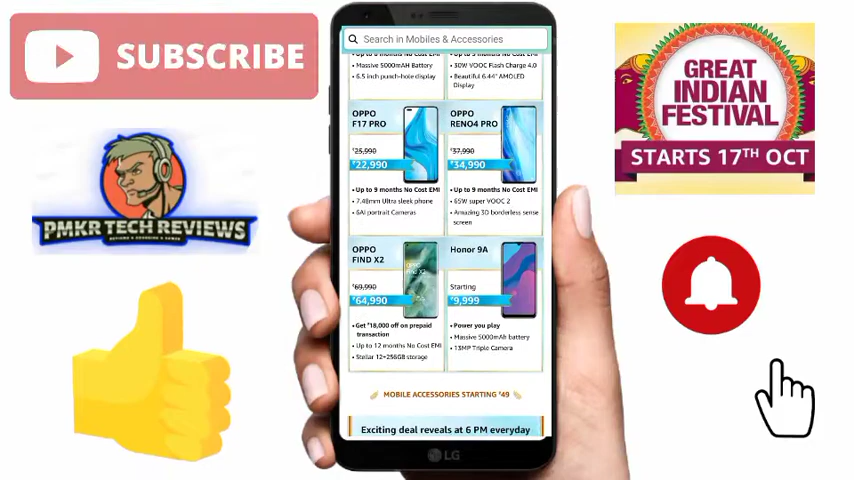 SUBSCRIBE
PMKR TECH REVIEWS
Search in Mobiles & Accessories
• Massive 5000mAH Battery
• 6.5 inch punch-hole display
• 30W VOOC Flash Charge 4.0
• Beautiful 6.44" AMOLED
Display
OPPO
F17 PRO
₹25,990
₹22,990
• Up to 9 months No Cost EMI
• 7.48mm Ultra sleek phone
• 6AI portrait Cameras
OPPO
RENO4 PRO
₹37,990
₹34,990
• Up to 9 months No Cost EMI
• 65W super VOOC 2
• Amazing 3D borderless sense
screen
OPPO
FIND X2
₹69,990
₹64,990
• Get ₹18,000 off on prepaid
transaction
• Up to 12 months No Cost EMI
• Stellar 12+256GB storage
Honor 9A
Starting
₹9,999
• Power you play
• Massive 5000mAh battery
• 13MP Triple Camera
MOBILE ACCESSORIES STARTING ₹49
Exciting deal reveals at 6 PM everyday
LG
GREAT
INDIAN
FESTIVAL
STARTS 17TH OCT